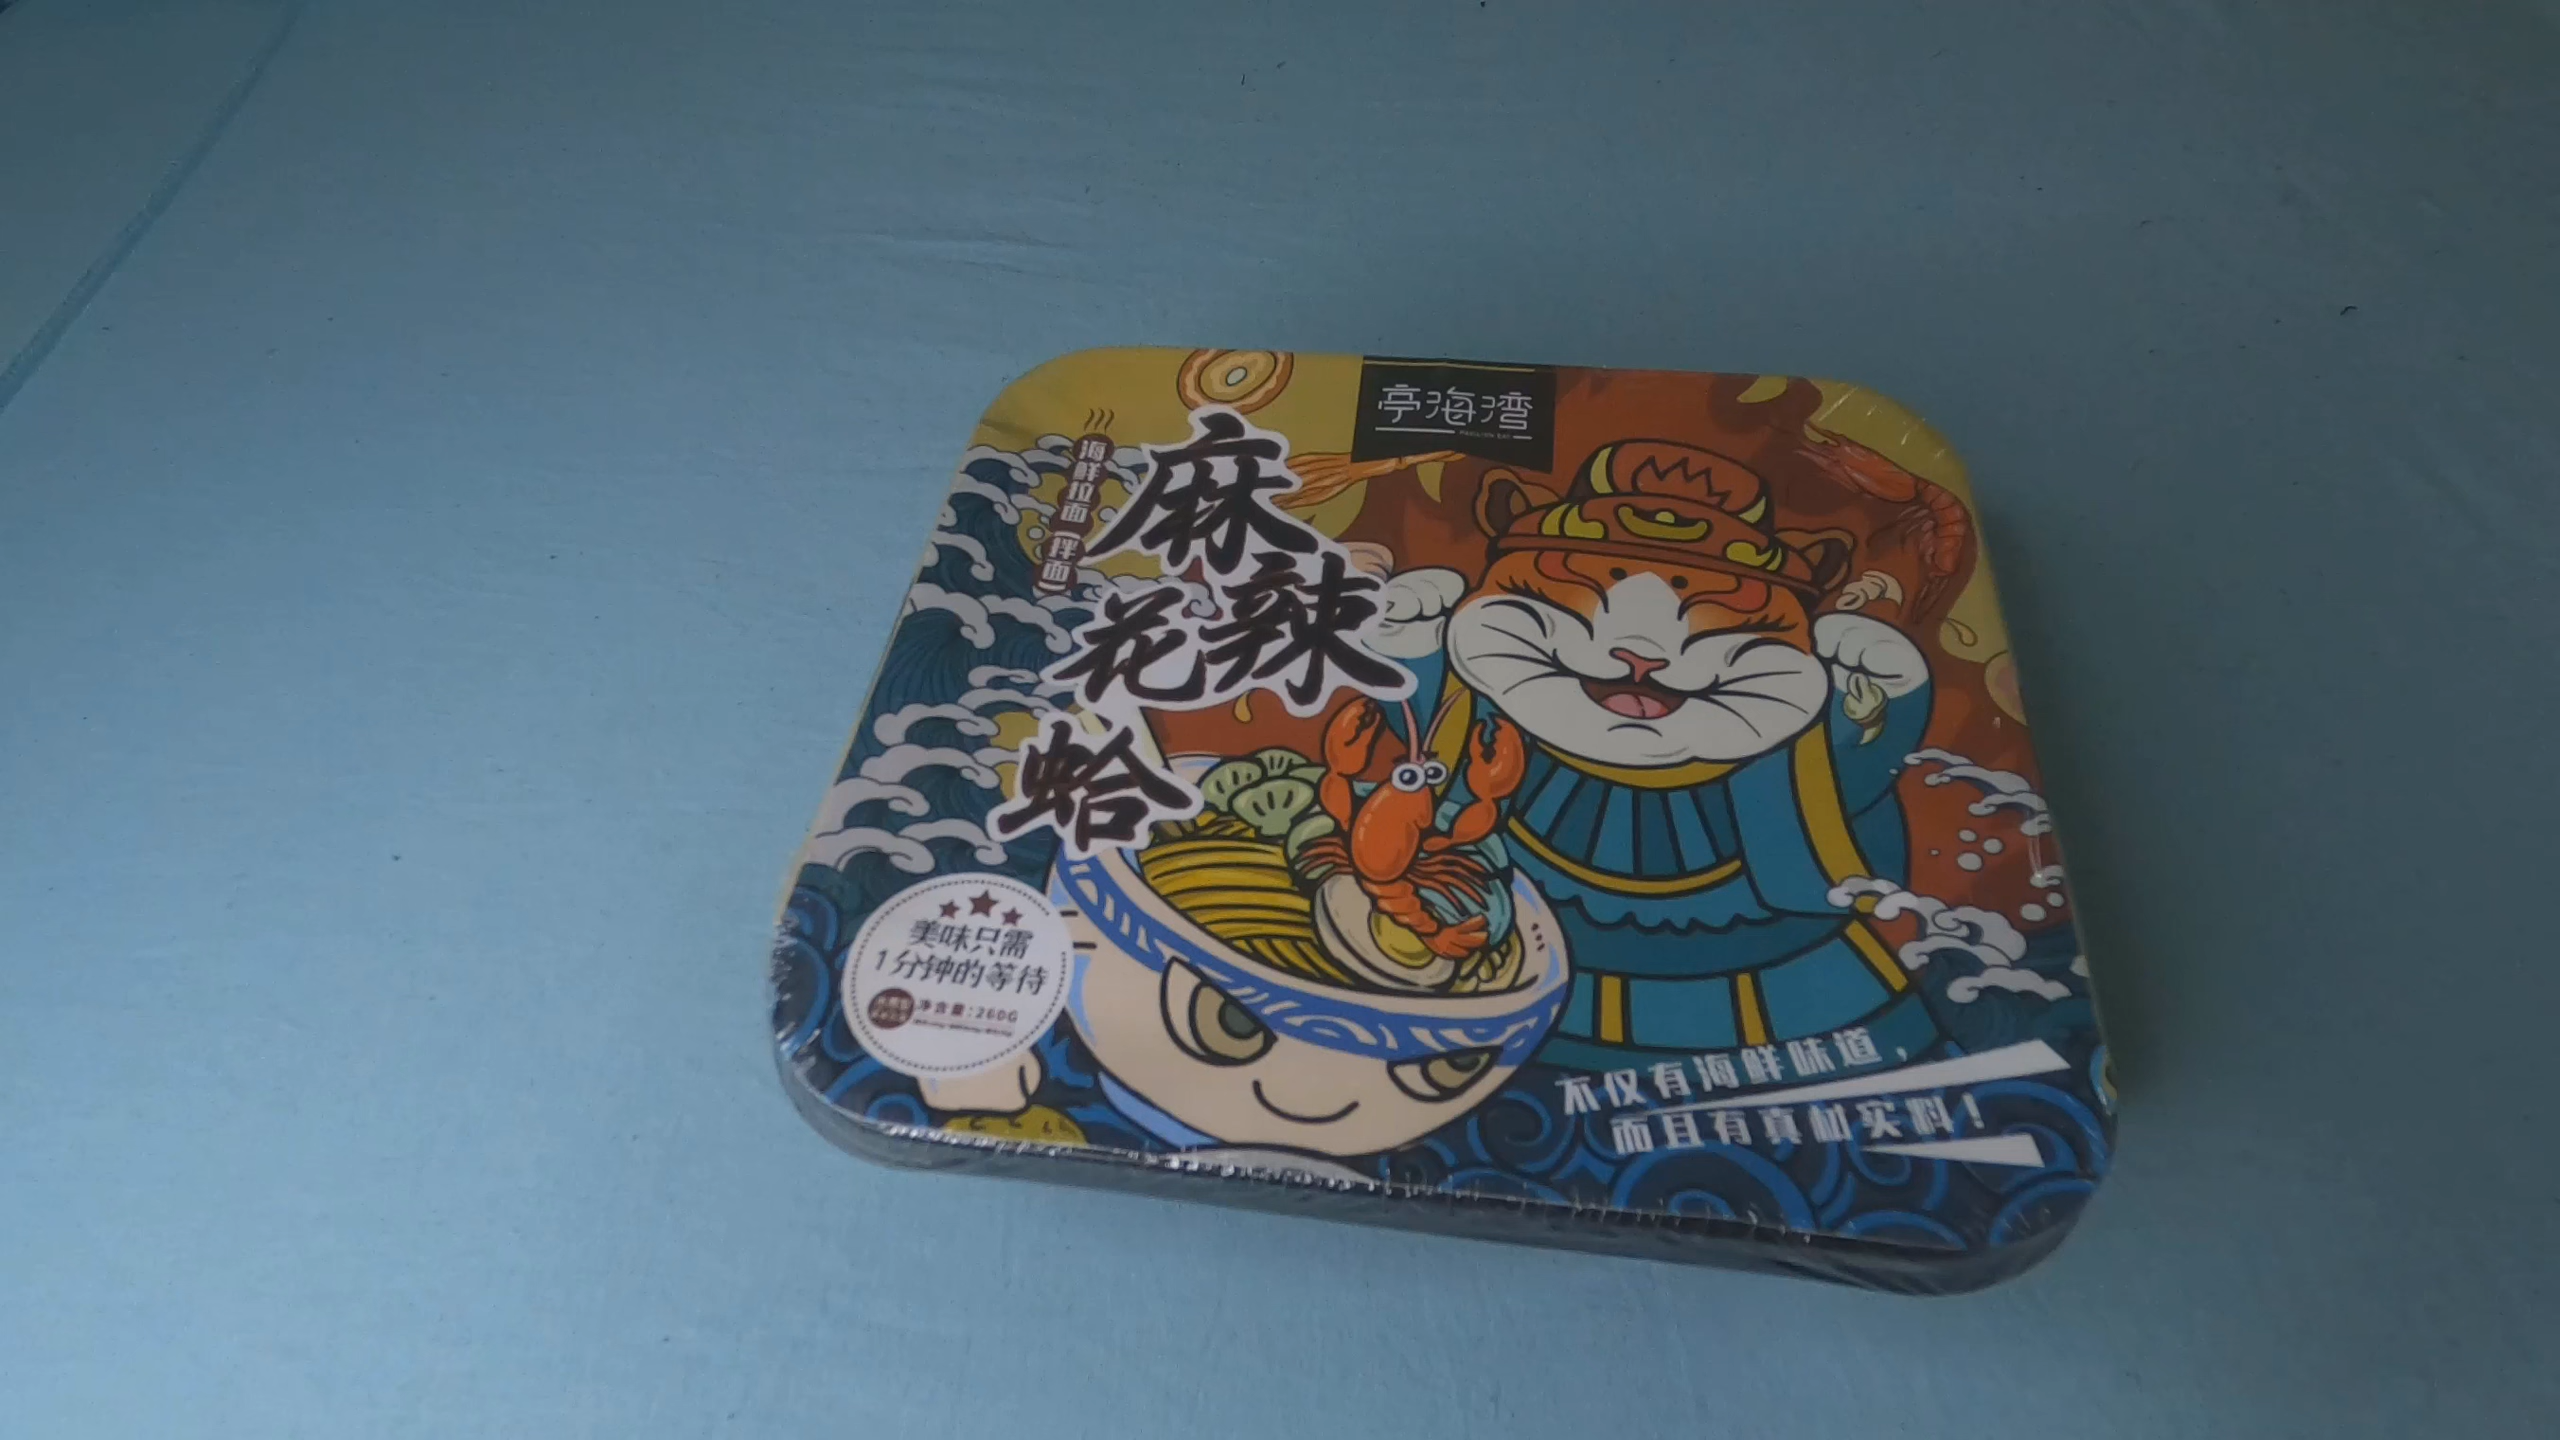 亭海湾
海鲜拉面(拌面)
麻辣花蛤
美味只需
1分钟的等待
净含量:260G
不仅有海鲜味道,
而且有真材实料!